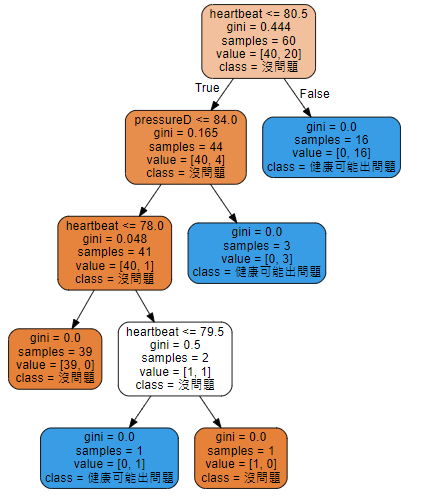 heartbeat <= 80.5
gini = 0.444
samples = 60
value = [40, 20]
class = 沒問題
True
False
pressureD <= 84.0
gini = 0.165
samples = 44
value = [40, 4]
class = 沒問題
gini = 0.0
samples = 16
value = [0, 16]
class = 健康可能出問題
heartbeat <= 78.0
gini = 0.048
samples = 41
value = [40, 1]
class = 沒問題
gini = 0.0
samples = 3
value = [0, 3]
class = 健康可能出問題
gini = 0.0
samples = 39
value = [39, 0]
class = 沒問題
heartbeat <= 79.5
gini = 0.5
samples = 2
value = [1, 1]
class = 沒問題
gini = 0.0
samples = 1
value = [0, 1]
class = 健康可能出問題
gini = 0.0
samples = 1
value = [1, 0]
class = 沒問題